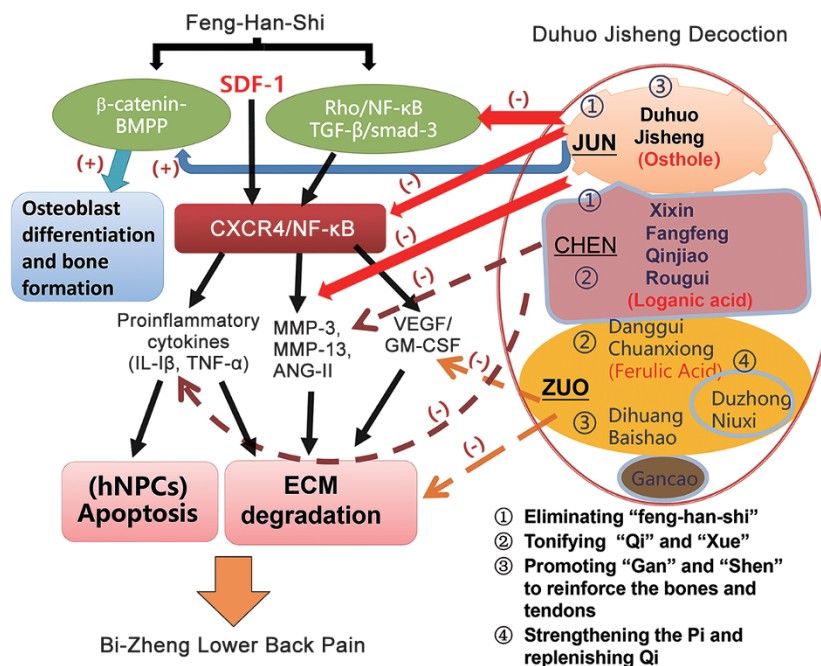 Feng-Han-Shi
Duhuo Jisheng Decoction
β-catenin-
BMPP
SDF-1
Rho/NF-κB
TGF-β/smad-3
(-)
(+)
(+)
(-)
(-)
Osteoblast
differentiation
and bone
formation
CXCR4/NF-κB
Proinflammatory
cytokines
(IL-Iβ, TNF-α)
MMP-3,
MMP-13,
ANG-II
VEGF/
GM-CSF
(-)
(-)
(-)
(-)
(hNPCs)
Apoptosis
ECM
degradation
Bi-Zheng Lower Back Pain
① ③
JUN
Duhuo
Jisheng
(Osthole)
①
CHEN
②
Xixin
Fangfeng
Qinjiao
Rougui
(Loganic acid)
② Danggui
Chuanxiong
(Ferulic Acid)
ZUO
③ Dihuang
Baishao
④
Duzhong
Niuxi
Gancao
① Eliminating “feng-han-shi”
② Tonifying “Qi” and “Xue”
③ Promoting “Gan” and “Shen”
to reinforce the bones and
tendons
④ Strengthening the Pi and
replenishing Qi